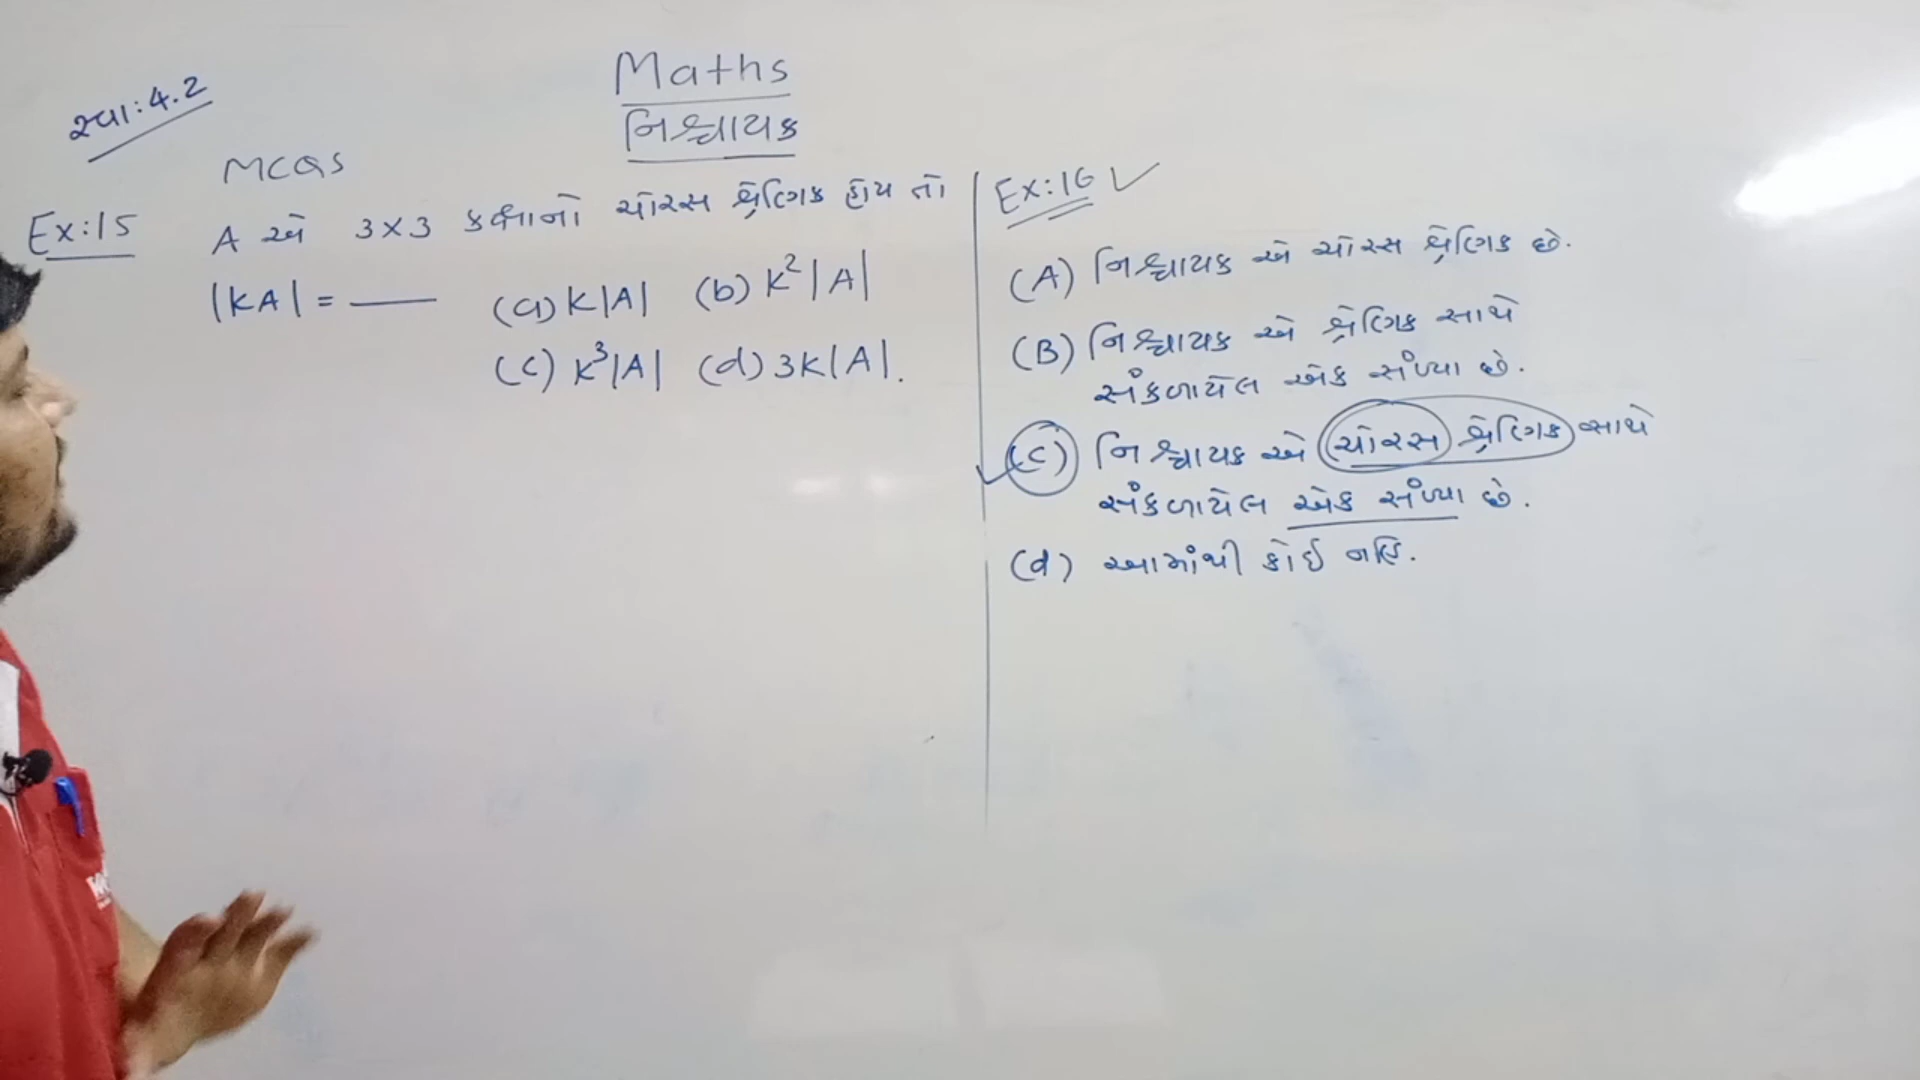 સ્વા:4.2
Maths
નિશ્ચાયક
MCQS
Ex:15 A એ 3×3 કક્ષાનો ચોરસ શ્રેણિક હોય તો
|KA| = ___ (a) K|A| (b) K²|A|
(c) K³|A| (d) 3K|A|.
Ex:16 ✓
(A) નિશ્ચાયક એ ચોરસ શ્રેણિક છે.
(B) નિશ્ચાયક એ શ્રેણિક સાથે
સંકળાયેલ એક સંખ્યા છે.
(C) નિશ્ચાયક એ ચોરસ શ્રેણિક સાથે
સંકળાયેલ એક સંખ્યા છે.
(d) આમાંથી કોઈ નહિ.